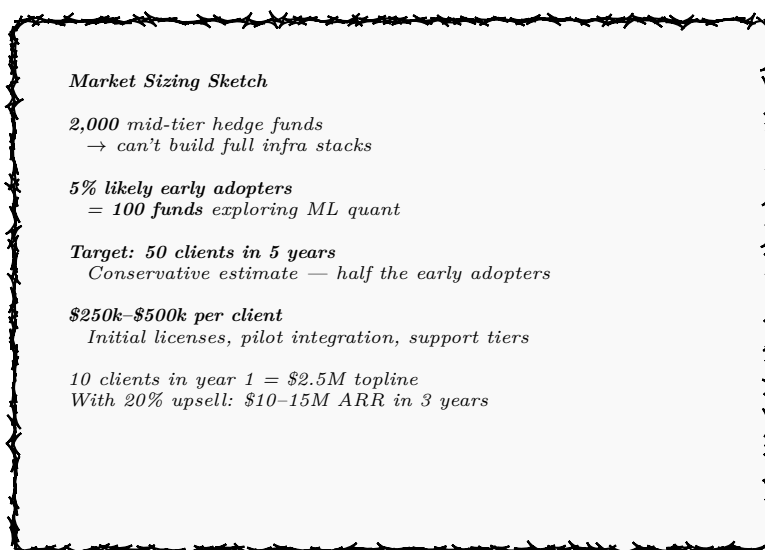 Market Sizing Sketch
2,000 mid-tier hedge funds
→ can't build full infra stacks
5% likely early adopters
= 100 funds exploring ML quant
Target: 50 clients in 5 years
Conservative estimate — half the early adopters
$250k–$500k per client
Initial licenses, pilot integration, support tiers
10 clients in year 1 = $2.5M topline
With 20% upsell: $10–15M ARR in 3 years